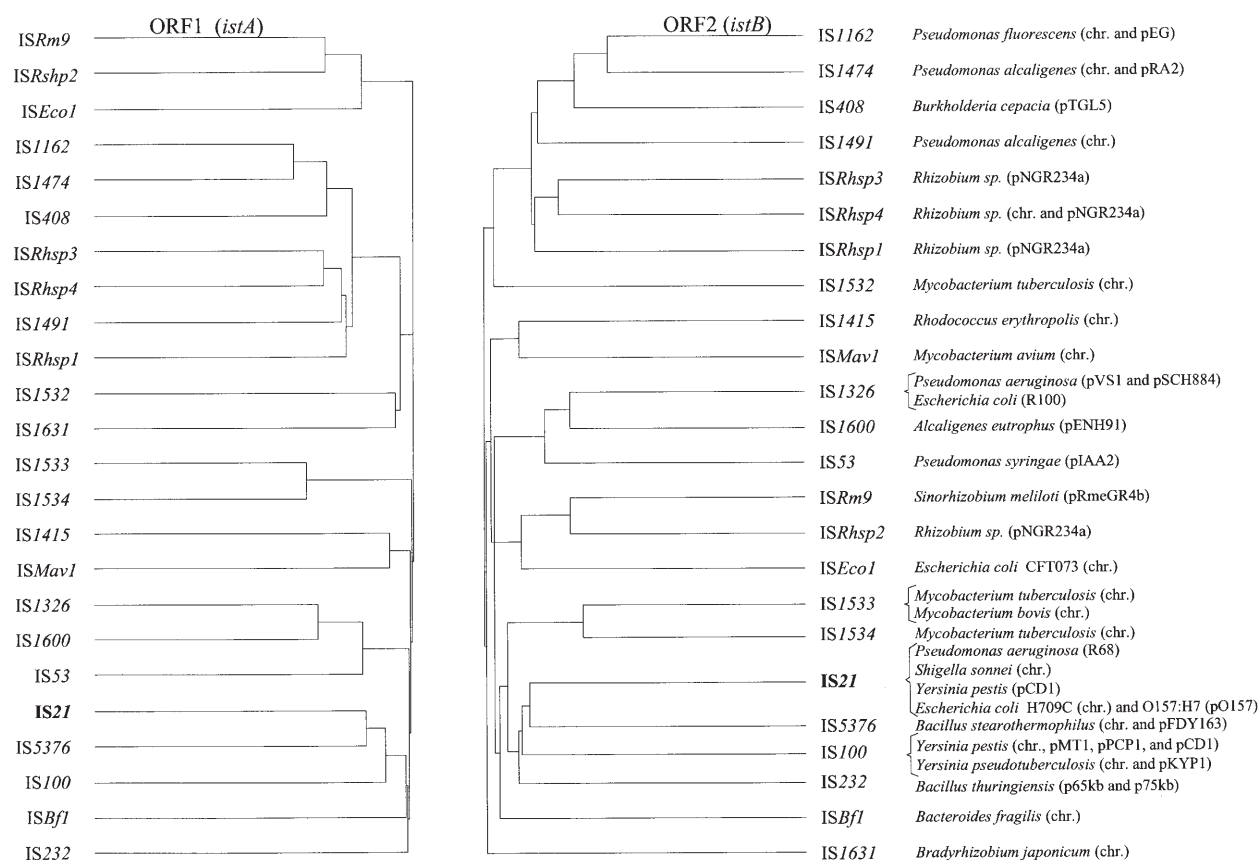 ORF1 (istA)
ISRm9
ISRshp2
ISEco1
IS1162
IS1474
IS408
ISRhsp3
ISRhsp4
IS1491
ISRhsp1
IS1532
IS1631
IS1533
IS1534
IS1415
ISMav1
IS1326
IS1600
IS53
IS21
IS5376
IS100
ISBf1
IS232
ORF2 (istB)
IS1162 Pseudomonas fluorescens (chr. and pEG)
IS1474 Pseudomonas alcaligenes (chr. and pRA2)
IS408 Burkholderia cepacia (pTGL5)
IS1491 Pseudomonas alcaligenes (chr.)
ISRhsp3 Rhizobium sp. (pNGR234a)
ISRhsp4 Rhizobium sp. (chr. and pNGR234a)
ISRhsp1 Rhizobium sp. (pNGR234a)
IS1532 Mycobacterium tuberculosis (chr.)
IS1415 Rhodococcus erythropolis (chr.)
ISMav1 Mycobacterium avium (chr.)
IS1326 Pseudomonas aeruginosa (pVS1 and pSCH884)
Escherichia coli (R100)
IS1600 Alcaligenes eutrophus (pENH91)
IS53 Pseudomonas syringae (pIAA2)
ISRm9 Sinorhizobium meliloti (pRmeGR4b)
ISRhsp2 Rhizobium sp. (pNGR234a)
ISEco1 Escherichia coli CFT073 (chr.)
IS1533 Mycobacterium tuberculosis (chr.)
Mycobacterium bovis (chr.)
IS1534 Mycobacterium tuberculosis (chr.)
Pseudomonas aeruginosa (R68)
Shigella sonnei (chr.)
IS21
Yersinia pestis (pCD1)
Escherichia coli H709C (chr.) and O157:H7 (pO157)
IS5376 Bacillus stearothermophilus (chr. and pFDY163)
IS100 Yersinia pestis (chr., pMT1, pPCP1, and pCD1)
Yersinia pseudotuberculosis (chr. and pKYP1)
IS232 Bacillus thuringiensis (p65kb and p75kb)
ISBf1 Bacteroides fragilis (chr.)
IS1631 Bradyrhizobium japonicum (chr.)